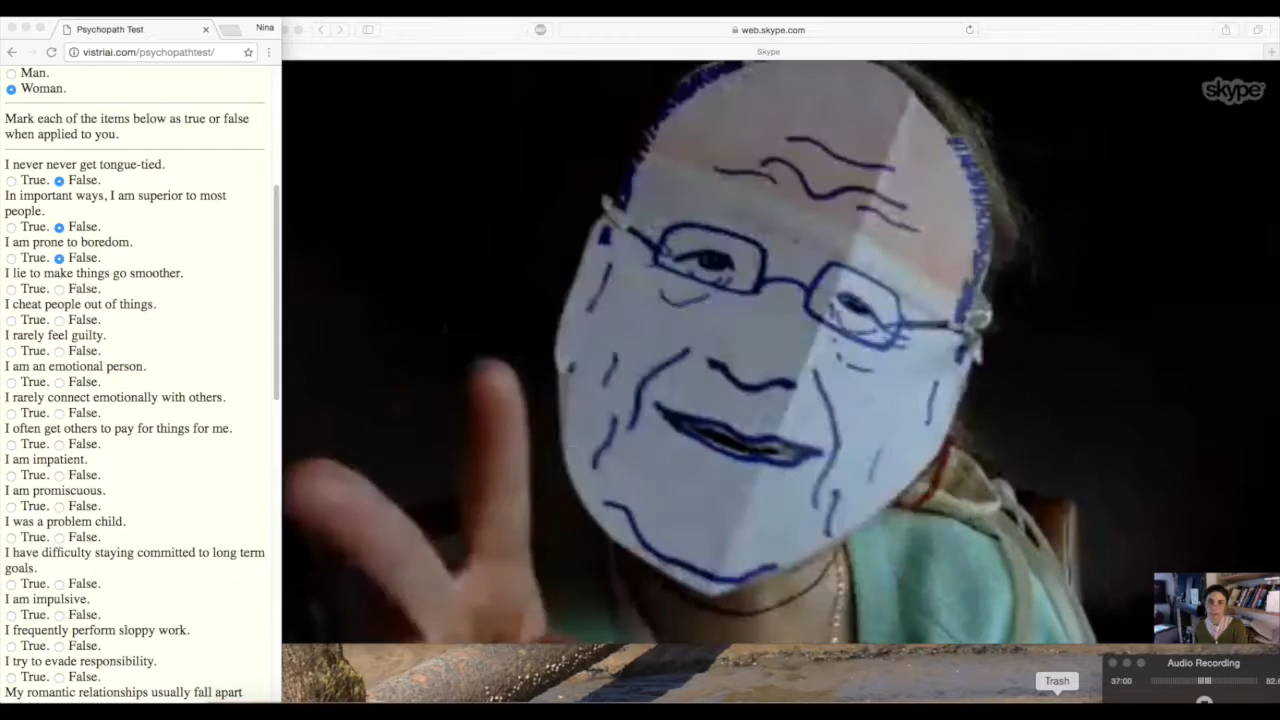 Psychopath Test
Nina
vistriai.com/psychopathtest/
web.skype.com
Skype
skype
Man.
Woman.
Mark each of the items below as true or false
when applied to you.
I never never get tongue-tied.
True. False.
In important ways, I am superior to most
people.
True. False.
I am prone to boredom.
True. False.
I lie to make things go smoother.
True. False.
I cheat people out of things.
True. False.
I rarely feel guilty.
True. False.
I am an emotional person.
True. False.
I rarely connect emotionally with others.
True. False.
I often get others to pay for things for me.
True. False.
I am impatient.
True. False.
I am promiscuous.
True. False.
I was a problem child.
True. False.
I have difficulty staying committed to long term
goals.
True. False.
I am impulsive.
True. False.
I frequently perform sloppy work.
True. False.
I try to evade responsibility.
True. False.
My romantic relationships usually fall apart
Trash
Audio Recording
37:00